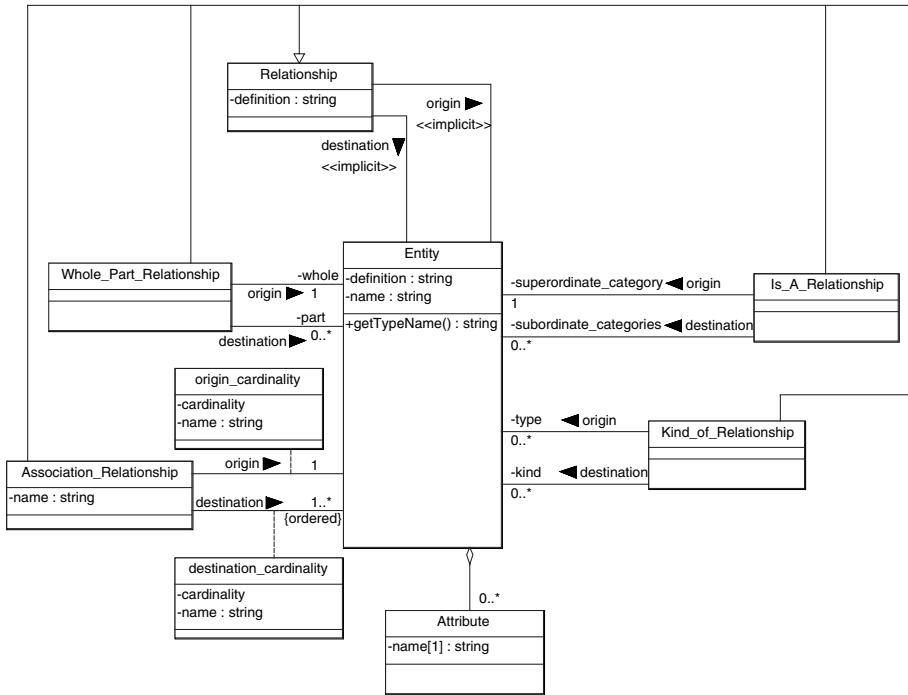 Relationship
-definition : string
origin
<<implicit>>
destination
<<implicit>>
Whole_Part_Relationship
-whole
origin
1
-part
destination
0..*
Entity
-definition : string
-name : string
+getTypeName() : string
-superordinate_category
origin
1
-subordinate_categories
destination
0..*
Is_A_Relationship
origin_cardinality
-cardinality
-name : string
-type
origin
0..*
-kind
destination
0..*
Kind_of_Relationship
Association_Relationship
-name : string
origin
1
destination
1..*
{ordered}
destination_cardinality
-cardinality
-name : string
0..*
Attribute
-name[1] : string